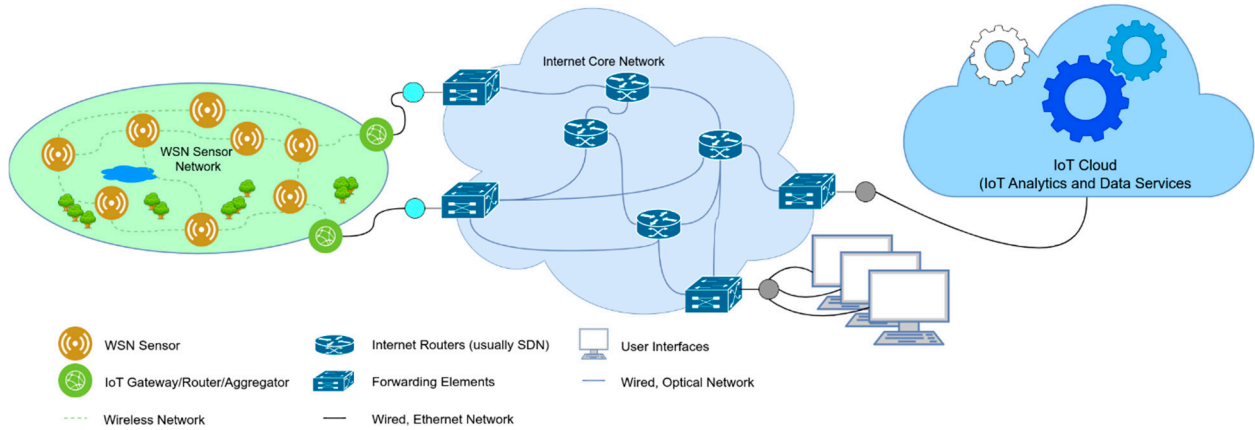 Internet Core Network
WSN Sensor
Network
IoT Cloud
(IoT Analytics and Data Services
WSN Sensor
Internet Routers (usually SDN)
User Interfaces
IoT Gateway/Router/Aggregator
Forwarding Elements
Wired, Optical Network
Wireless Network
Wired, Ethernet Network